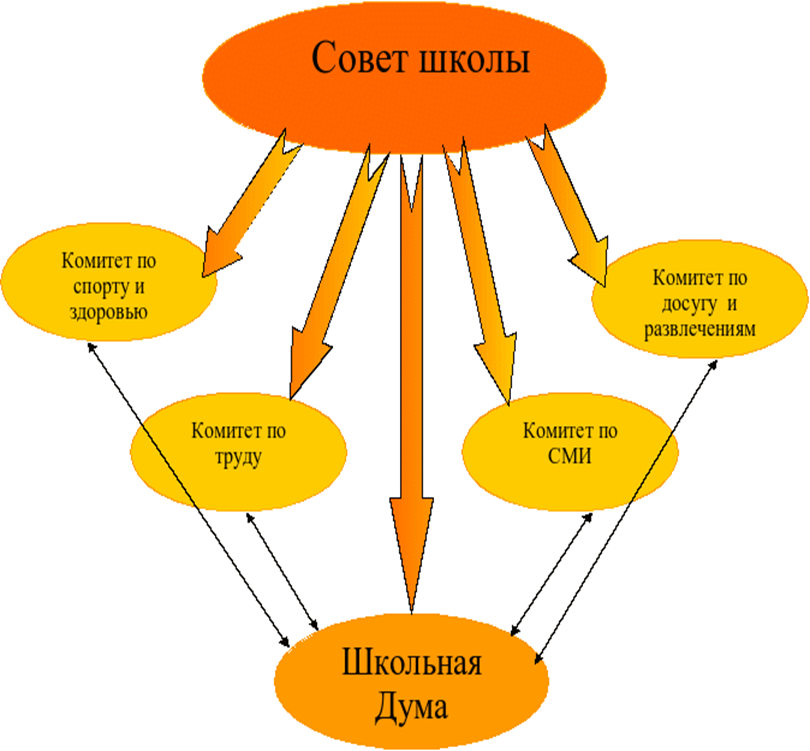 Совет школы
Комитет по
спорту и
здоровью
Комитет по
досугу и
развлечениям
Комитет по
труду
Комитет по
СМИ
Школьная
Дума